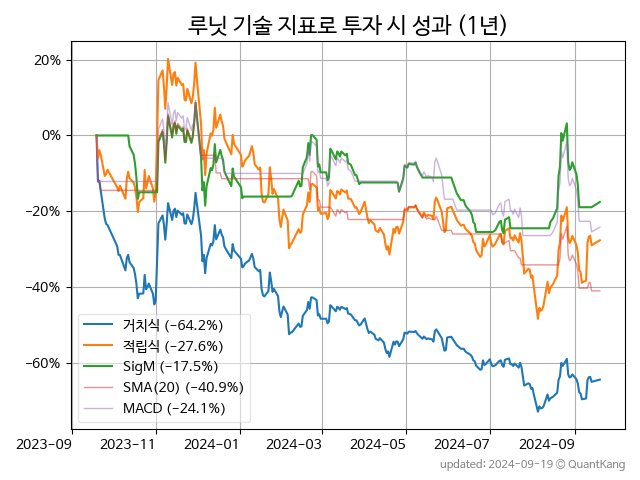 루닛 기술 지표로 투자 시 성과 (1년)
20%
0%
−20%
−40%
−60%
거치식 (−64.2%)
적립식 (−27.6%)
SigM (−17.5%)
SMA(20) (−40.9%)
MACD (−24.1%)
2023−09 2023−11 2024−01 2024−03 2024−05 2024−07 2024−09
updated: 2024−09−19 © QuantKang